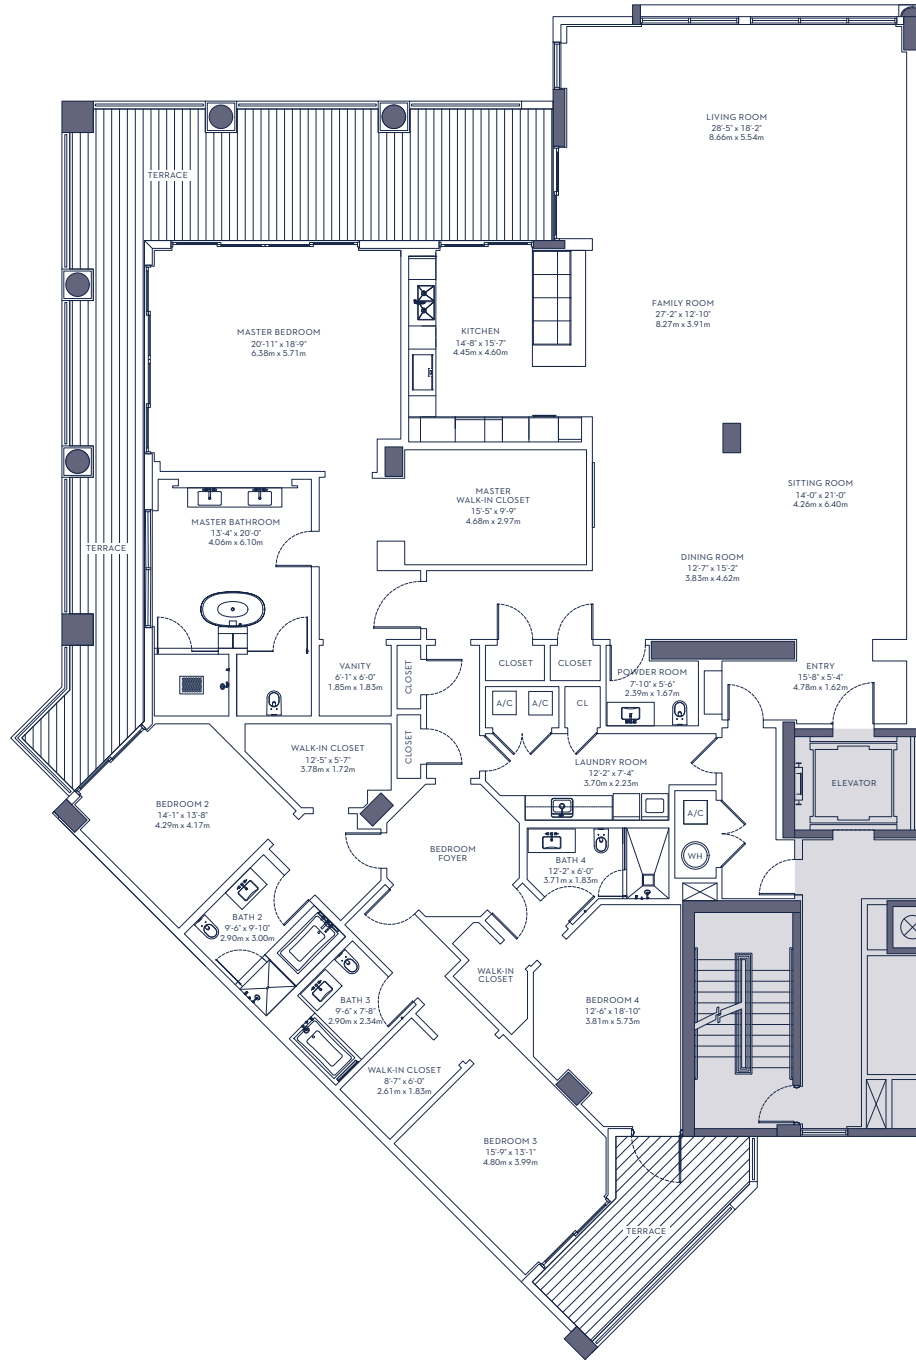 LIVING ROOM
28'-5" x 18'-2"
8.66m x 5.54m
TERRACE
FAMILY ROOM
27'-2" x 12'-10"
8.27m x 3.91m
MASTER BEDROOM
20'-11" x 18'-9"
6.38m x 5.71m
KITCHEN
14'-8" x 15'-7"
4.45m x 4.60m
SITTING ROOM
14'-0" x 21'-0"
4.26m x 6.40m
MASTER
WALK-IN CLOSET
15'-5" x 9'-9"
4.68m x 2.97m
MASTER BATHROOM
13'-4" x 20'-0"
4.06m x 6.10m
TERRACE
DINING ROOM
12'-7" x 15'-2"
3.83m x 4.62m
VANITY
6'-1" x 6'-0"
1.85m x 1.83m
CLOSET
CLOSET
CLOSET
POWDER ROOM
7'-10" x 5'-6"
2.39m x 1.67m
ENTRY
15'-8" x 5'-4"
4.78m x 1.62m
A/C
A/C
CL
CLOSET
WALK-IN CLOSET
12'-5" x 5'-7"
3.78m x 1.72m
LAUNDRY ROOM
12'-2" x 7'-4"
3.70m x 2.23m
ELEVATOR
BEDROOM 2
14'-1" x 13'-8"
4.29m x 4.17m
A/C
BEDROOM
FOYER
WH
BATH 4
12'-2" x 6'-0"
3.71m x 1.83m
BATH 2
9'-6" x 9'-10"
2.90m x 3.00m
WALK-IN
CLOSET
BATH 3
9'-6" x 7'-8"
2.90m x 2.34m
BEDROOM 4
12'-6" x 18'-10"
3.81m x 5.73m
WALK-IN CLOSET
8'-7" x 6'-0"
2.61m x 1.83m
BEDROOM 3
15'-9" x 13'-1"
4.80m x 3.99m
TERRACE